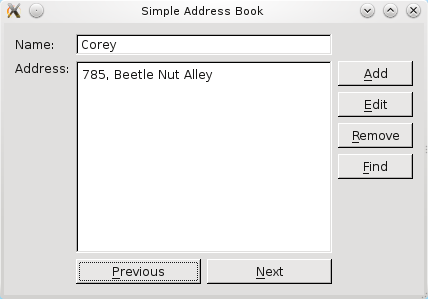 Simple Address Book
Name: Corey
Address: 785, Beetle Nut Alley
Add
Edit
Remove
Find
Previous Next